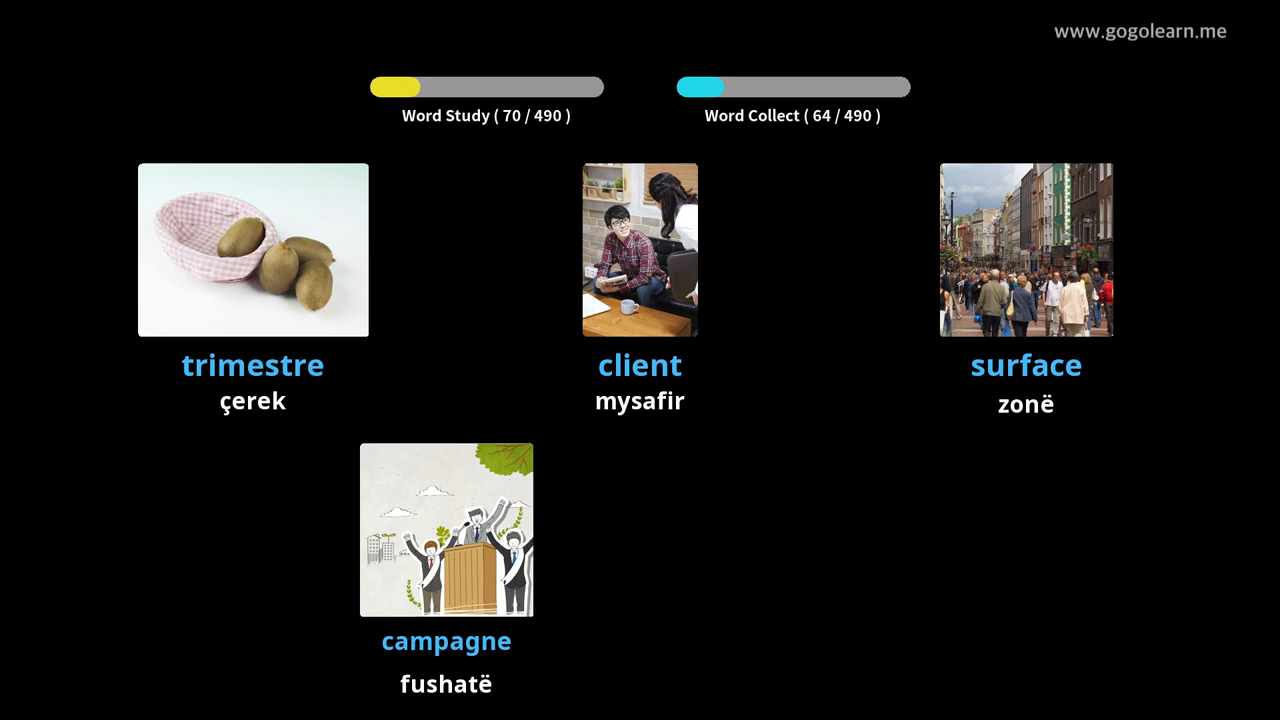 www.gogolearn.me
Word Study ( 70 / 490 )
Word Collect ( 64 / 490 )
trimestre
çerek
client
mysafir
surface
zonë
campagne
fushatë